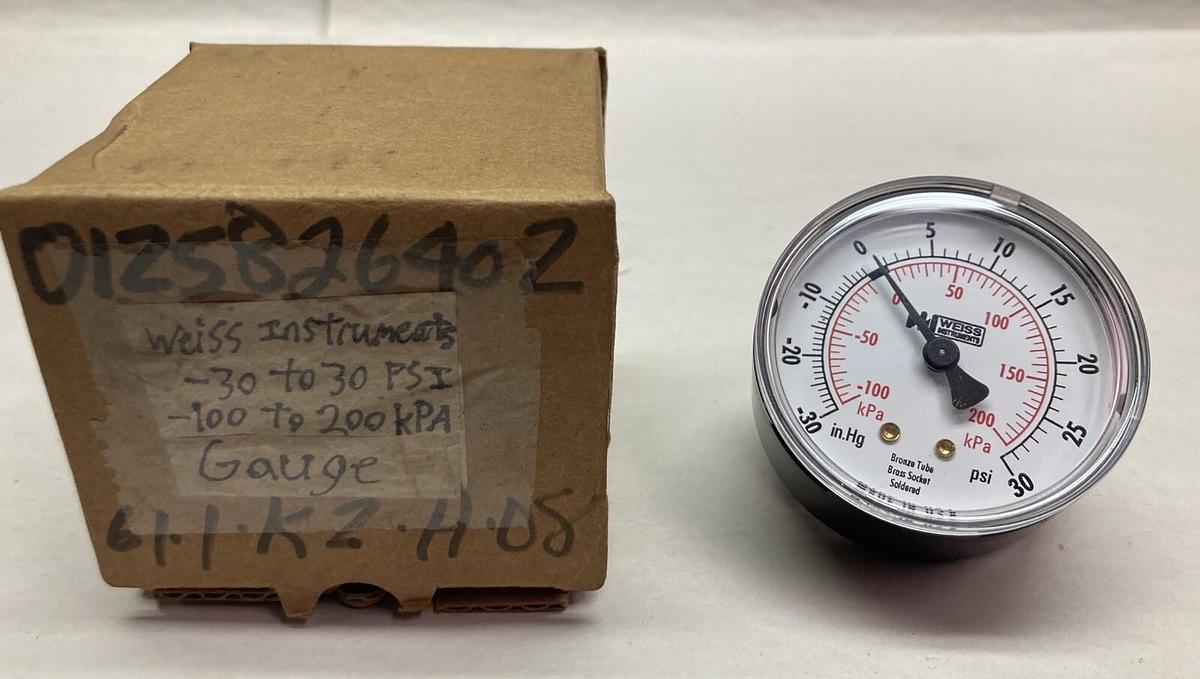 0125826402
Weiss Instruments
-30 to 30 PSI
-100 to 200 kPA
Gauge
61.1.K2.H.05
-30
-20
-10
0
5
10
15
20
25
30
in.Hg
psi
-100
-50
0
50
100
150
200
kPa
kPa
WEISS
INSTRUMENTS
Bronze Tube
Brass Socket
Soldered